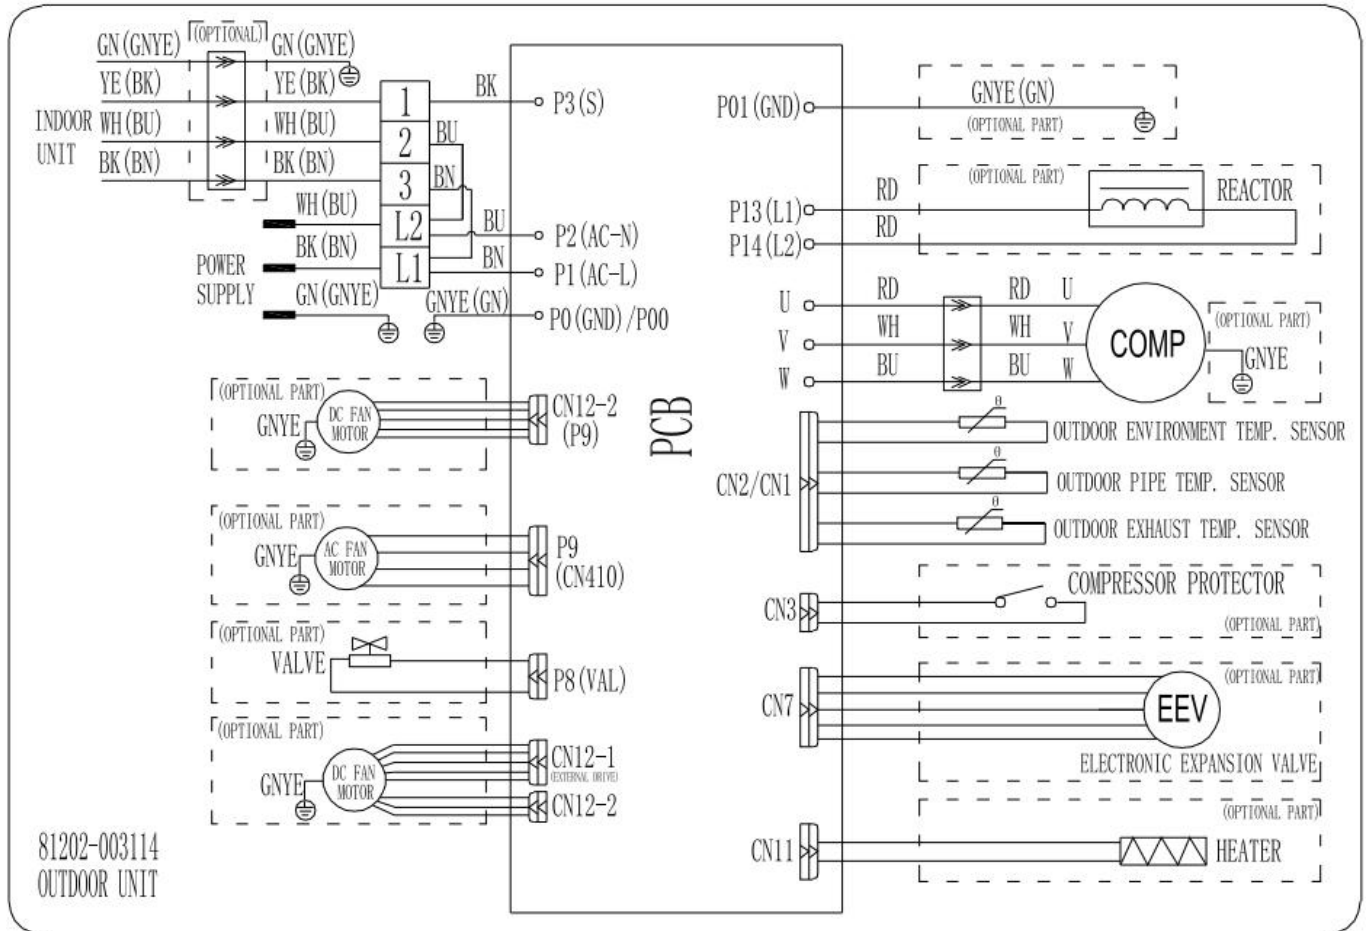 GN(GNYE)
(OPTIONAL)
GN(GNYE)
YE(BK)
YE(BK)
INDOOR
UNIT
WH(BU)
WH(BU)
BK(BN)
BK(BN)
1
2
3
L2
L1
BK
BU
BN
BU
BN
P3(S)
P2(AC-N)
P1(AC-L)
P0(GND)/P00
WH(BU)
BK(BN)
POWER
SUPPLY
GN(GNYE)
GNYE(GN)
(OPTIONAL PART)
GNYE
DC FAN
MOTOR
CN12-2
(P9)
(OPTIONAL PART)
GNYE
AC FAN
MOTOR
P9
(CN410)
(OPTIONAL PART)
VALVE
P8(VAL)
(OPTIONAL PART)
GNYE
DC FAN
MOTOR
CN12-1
(EXTERNAL DRIVE)
CN12-2
81202-003114
OUTDOOR UNIT
PCB
P01(GND)
GNYE(GN)
(OPTIONAL PART)
(OPTIONAL PART)
REACTOR
P13(L1)
RD
P14(L2)
RD
U
RD
RD
U
V
WH
WH
V
W
BU
BU
W
COMP
(OPTIONAL PART)
GNYE
CN2/CN1
θ
OUTDOOR ENVIRONMENT TEMP. SENSOR
θ
OUTDOOR PIPE TEMP. SENSOR
θ
OUTDOOR EXHAUST TEMP. SENSOR
CN3
COMPRESSOR PROTECTOR
(OPTIONAL PART)
CN7
(OPTIONAL PART)
EEV
ELECTRONIC EXPANSION VALVE
(OPTIONAL PART)
CN11
HEATER